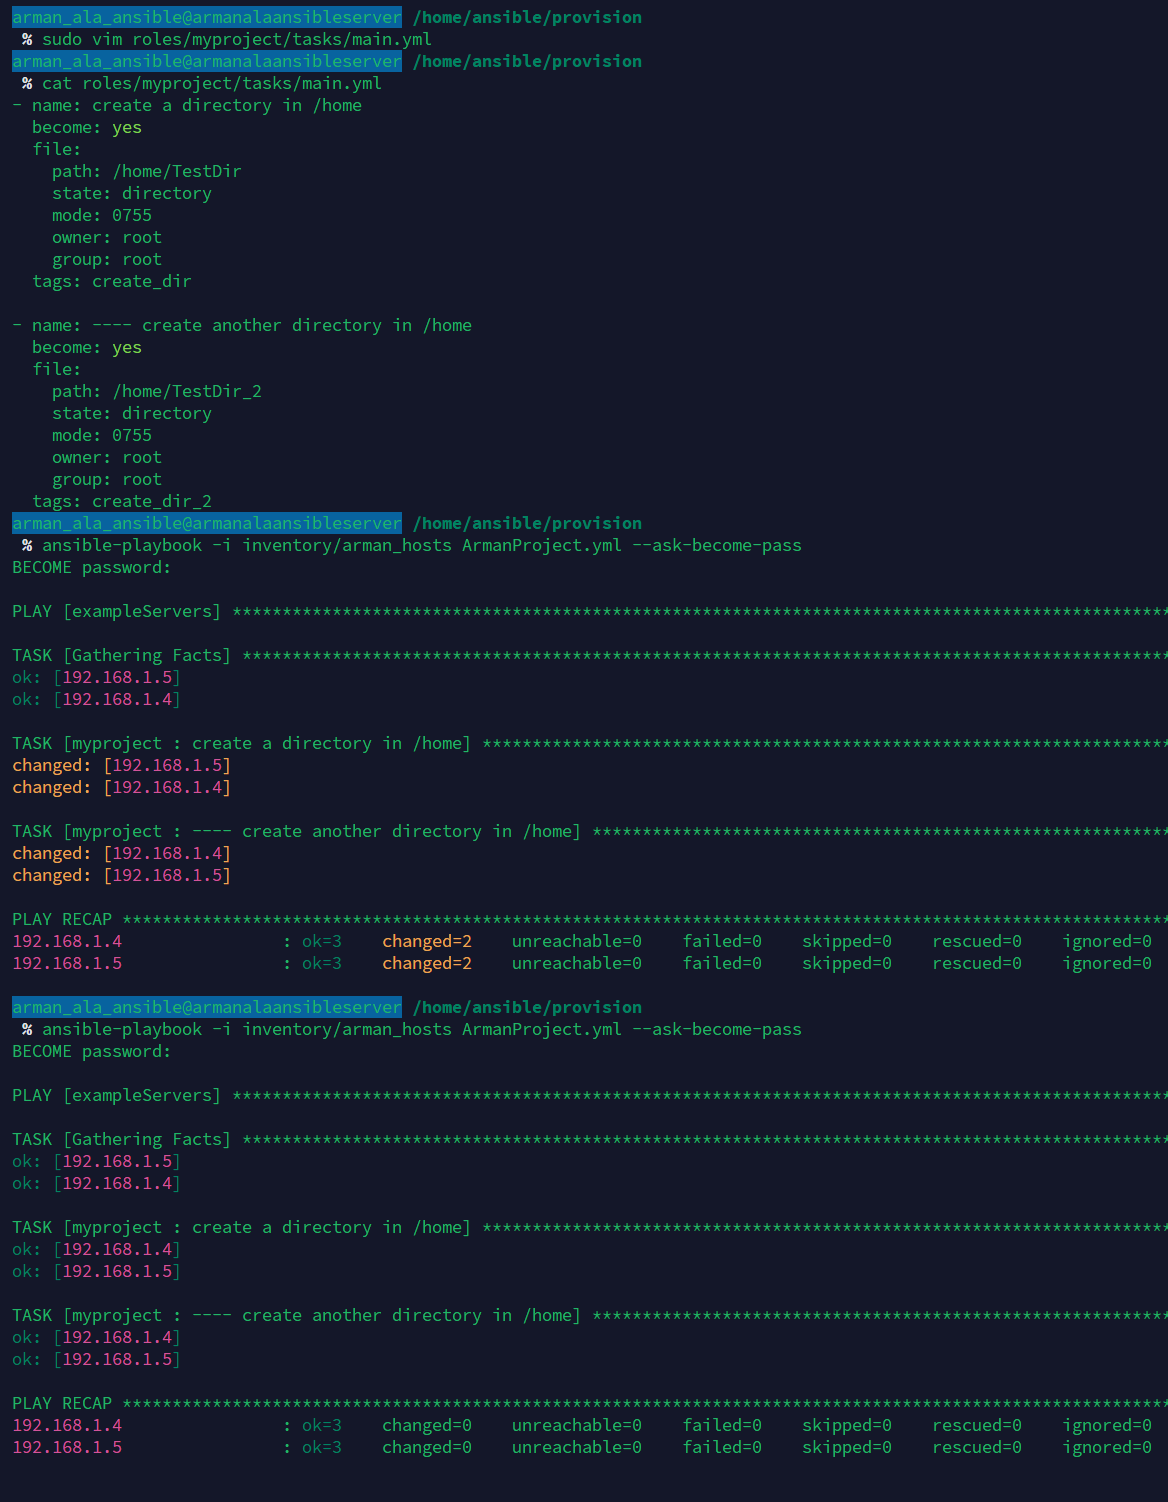 arman_ala_ansible@armanalaansibleserver /home/ansible/provision
% sudo vim roles/myproject/tasks/main.yml
arman_ala_ansible@armanalaansibleserver /home/ansible/provision
% cat roles/myproject/tasks/main.yml
- name: create a directory in /home
  become: yes
  file:
    path: /home/TestDir
    state: directory
    mode: 0755
    owner: root
    group: root
  tags: create_dir

- name: ---- create another directory in /home
  become: yes
  file:
    path: /home/TestDir_2
    state: directory
    mode: 0755
    owner: root
    group: root
  tags: create_dir_2
arman_ala_ansible@armanalaansibleserver /home/ansible/provision
% ansible-playbook -i inventory/arman_hosts ArmanProject.yml --ask-become-pass
BECOME password:

PLAY [exampleServers] **********************************************************************************************

TASK [Gathering Facts] *********************************************************************************************
ok: [192.168.1.5]
ok: [192.168.1.4]

TASK [myproject : create a directory in /home] *********************************************************************
changed: [192.168.1.5]
changed: [192.168.1.4]

TASK [myproject : ---- create another directory in /home] **********************************************************
changed: [192.168.1.4]
changed: [192.168.1.5]

PLAY RECAP *********************************************************************************************************
192.168.1.4                : ok=3    changed=2    unreachable=0    failed=0    skipped=0    rescued=0    ignored=0
192.168.1.5                : ok=3    changed=2    unreachable=0    failed=0    skipped=0    rescued=0    ignored=0

arman_ala_ansible@armanalaansibleserver /home/ansible/provision
% ansible-playbook -i inventory/arman_hosts ArmanProject.yml --ask-become-pass
BECOME password:

PLAY [exampleServers] **********************************************************************************************

TASK [Gathering Facts] *********************************************************************************************
ok: [192.168.1.5]
ok: [192.168.1.4]

TASK [myproject : create a directory in /home] *********************************************************************
ok: [192.168.1.4]
ok: [192.168.1.5]

TASK [myproject : ---- create another directory in /home] **********************************************************
ok: [192.168.1.4]
ok: [192.168.1.5]

PLAY RECAP *********************************************************************************************************
192.168.1.4                : ok=3    changed=0    unreachable=0    failed=0    skipped=0    rescued=0    ignored=0
192.168.1.5                : ok=3    changed=0    unreachable=0    failed=0    skipped=0    rescued=0    ignored=0